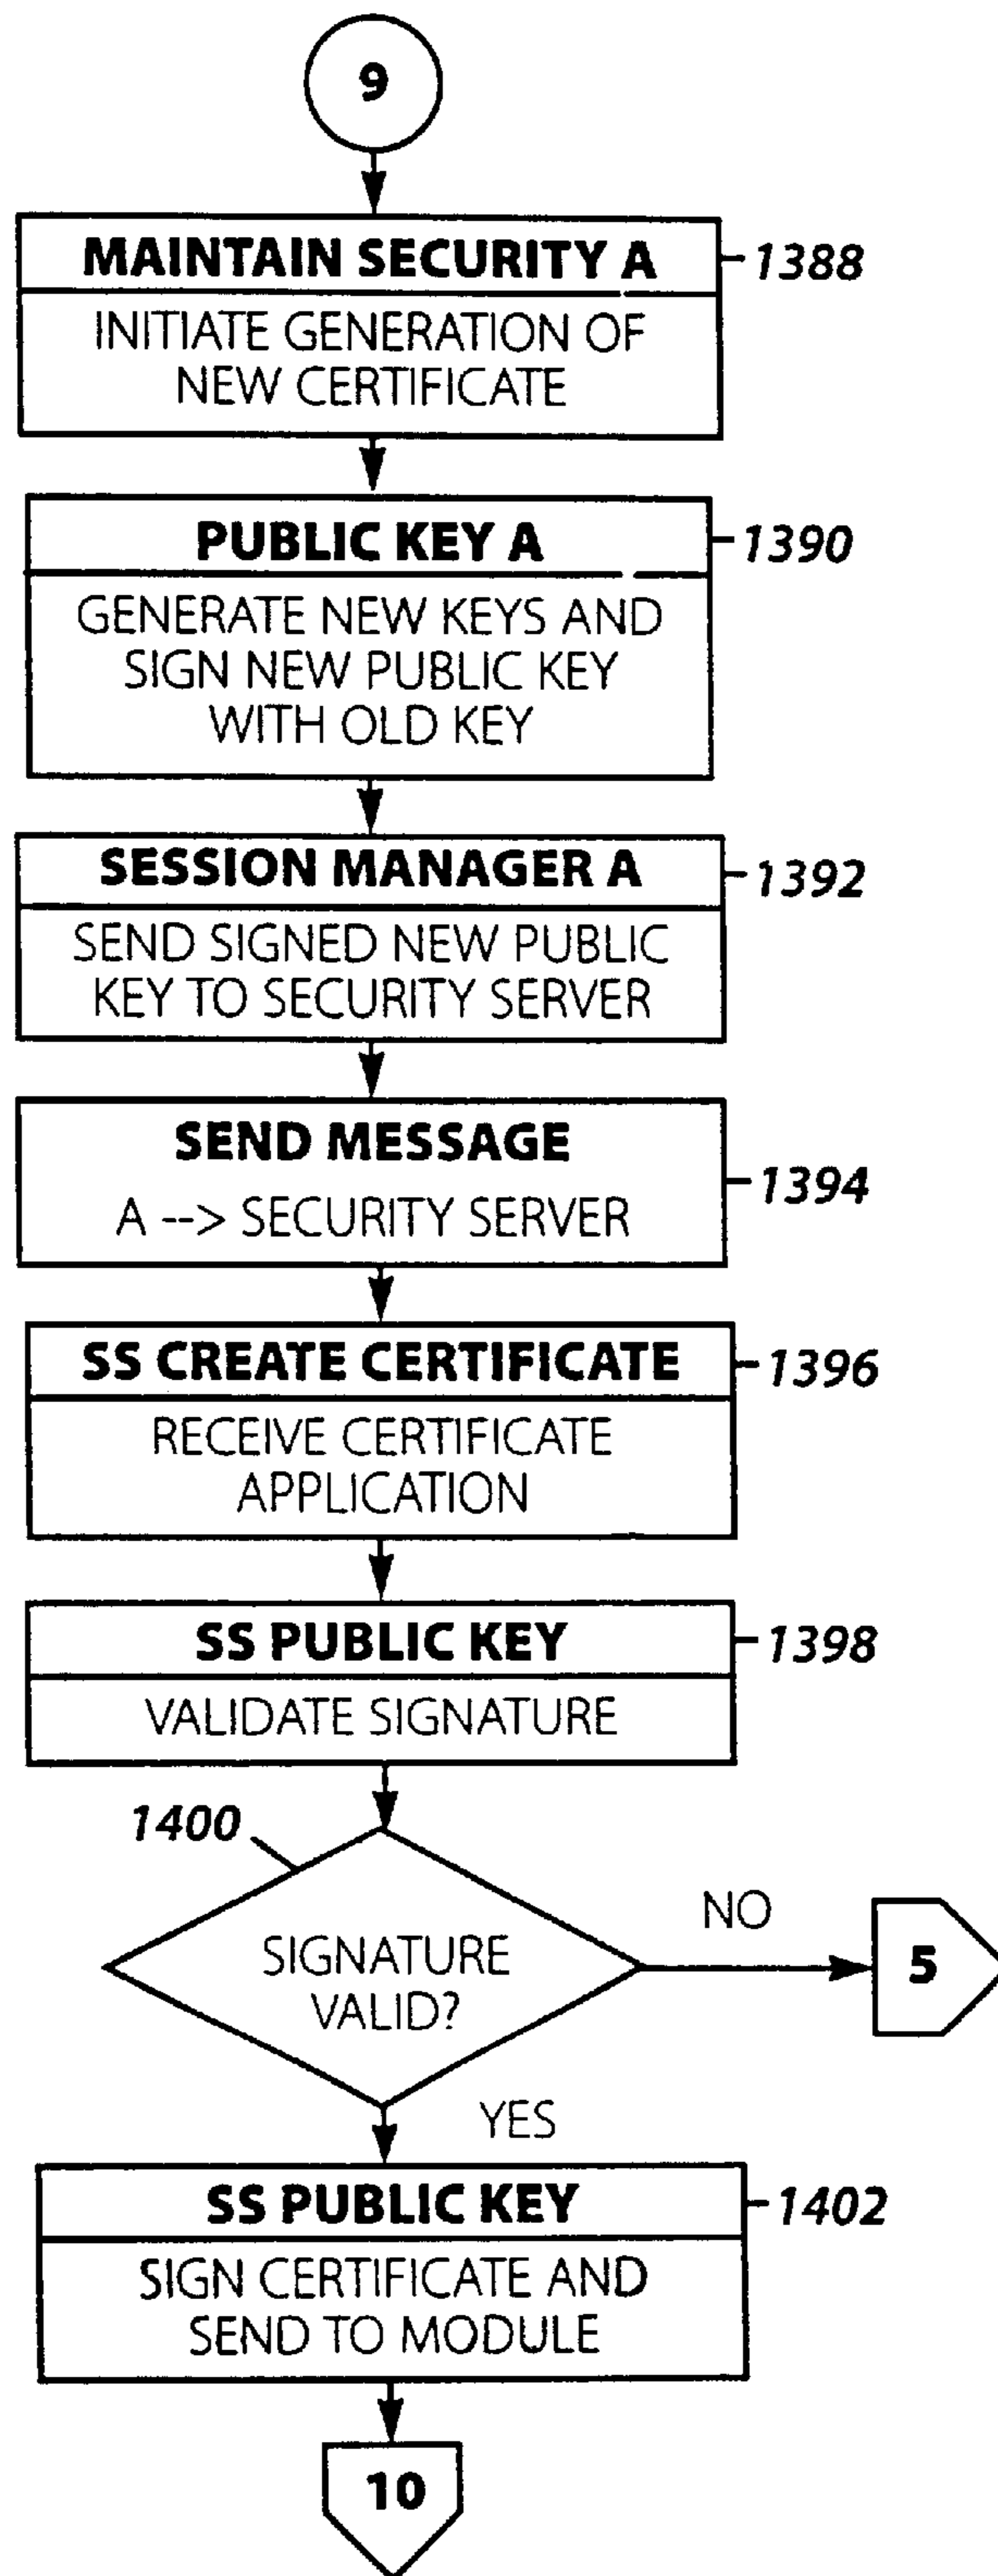 9
MAINTAIN SECURITY A
1388
INITIATE GENERATION OF
NEW CERTIFICATE
PUBLIC KEY A
1390
GENERATE NEW KEYS AND
SIGN NEW PUBLIC KEY
WITH OLD KEY
SESSION MANAGER A
1392
SEND SIGNED NEW PUBLIC
KEY TO SECURITY SERVER
SEND MESSAGE
1394
A --> SECURITY SERVER
SS CREATE CERTIFICATE
1396
RECEIVE CERTIFICATE
APPLICATION
SS PUBLIC KEY
1398
VALIDATE SIGNATURE
1400
SIGNATURE
VALID?
NO
5
YES
SS PUBLIC KEY
1402
SIGN CERTIFICATE AND
SEND TO MODULE
10